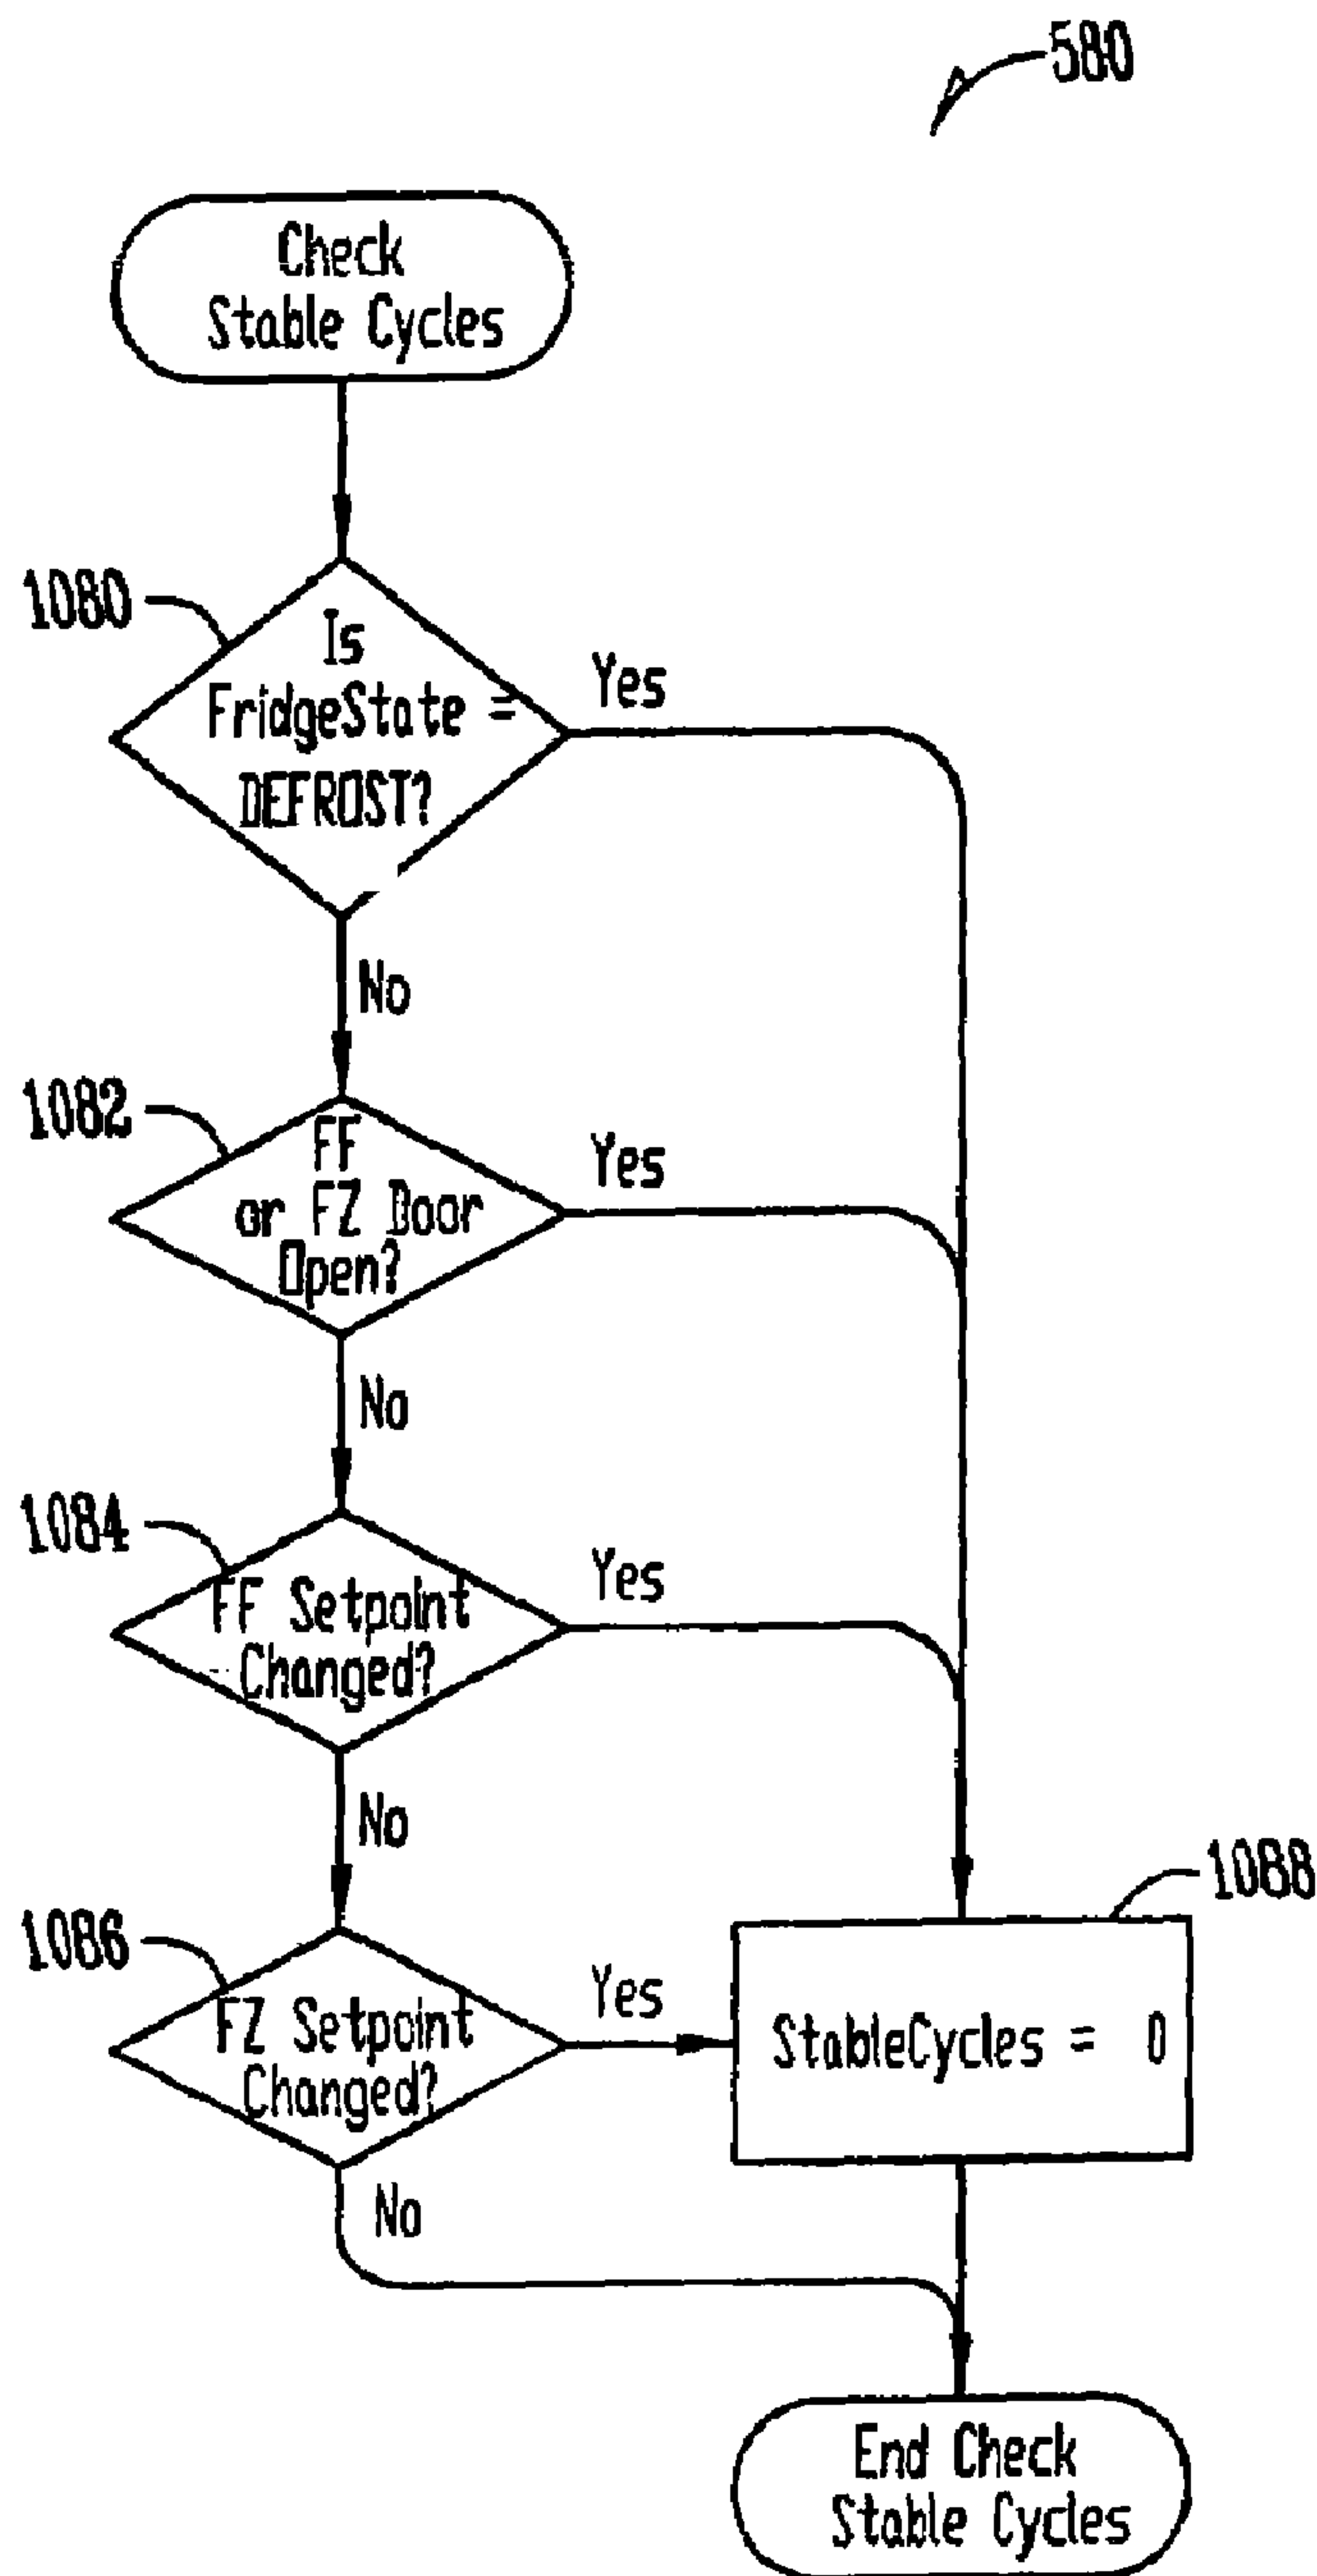 580
Check
Stable Cycles
1080
Is
FridgeState =
DEFROST?
Yes
No
1082
FF
or FZ Door
Open?
Yes
No
1084
FF Setpoint
Changed?
Yes
No
1086
FZ Setpoint
Changed?
Yes
1088
StableCycles = 0
No
End Check
Stable Cycles